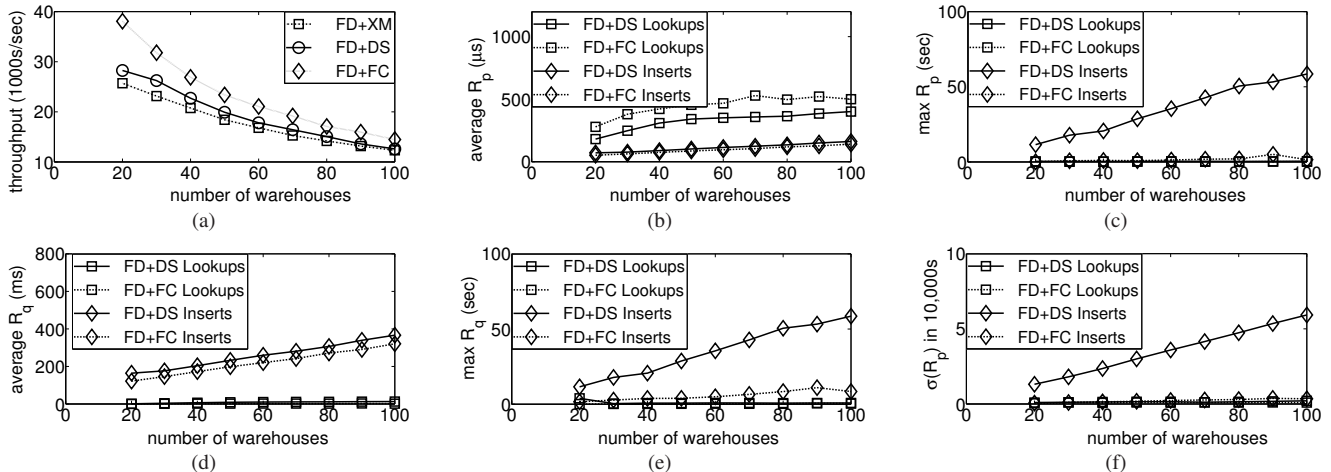 throughput (1000s/sec)
40
30
20
10
0 20 40 60 80 100
number of warehouses
FD+XM
FD+DS
FD+FC
(a)
average Rp (μs)
1000
500
0
0 20 40 60 80 100
number of warehouses
FD+DS Lookups
FD+FC Lookups
FD+DS Inserts
FD+FC Inserts
(b)
max Rp (sec)
100
50
0
0 20 40 60 80 100
number of warehouses
FD+DS Lookups
FD+FC Lookups
FD+DS Inserts
FD+FC Inserts
(c)
average Rq (ms)
800
600
400
200
0
0 20 40 60 80 100
number of warehouses
FD+DS Lookups
FD+FC Lookups
FD+DS Inserts
FD+FC Inserts
(d)
max Rq (sec)
100
50
0
0 20 40 60 80 100
number of warehouses
FD+DS Lookups
FD+FC Lookups
FD+DS Inserts
FD+FC Inserts
(e)
σ(Rp) in 10,000s
10
5
0
0 20 40 60 80 100
number of warehouses
FD+DS Lookups
FD+FC Lookups
FD+DS Inserts
FD+FC Inserts
(f)